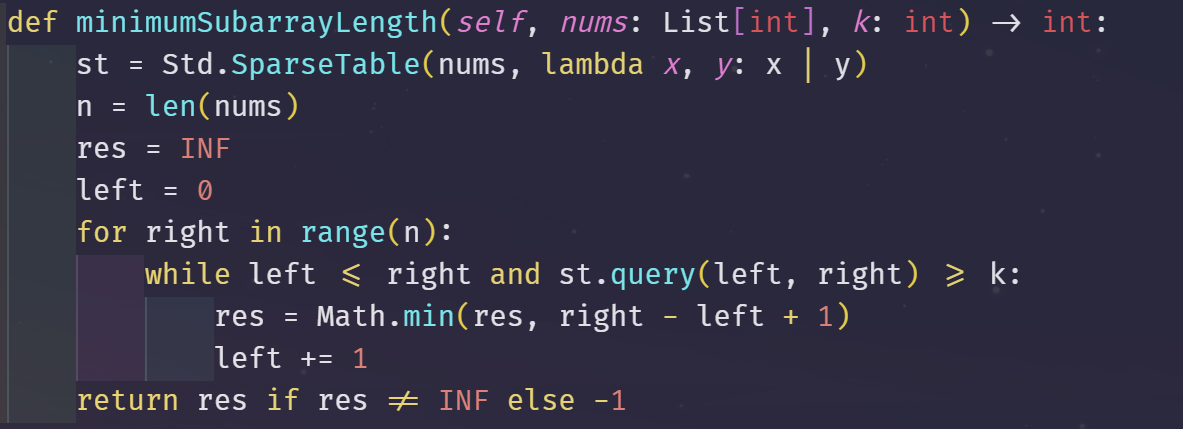 def minimumSubarrayLength(self, nums: List[int], k: int) → int:
    st = Std.SparseTable(nums, lambda x, y: x | y)
    n = len(nums)
    res = INF
    left = 0
    for right in range(n):
        while left ⩽ right and st.query(left, right) ⩾ k:
            res = Math.min(res, right - left + 1)
            left += 1
    return res if res ≠ INF else -1